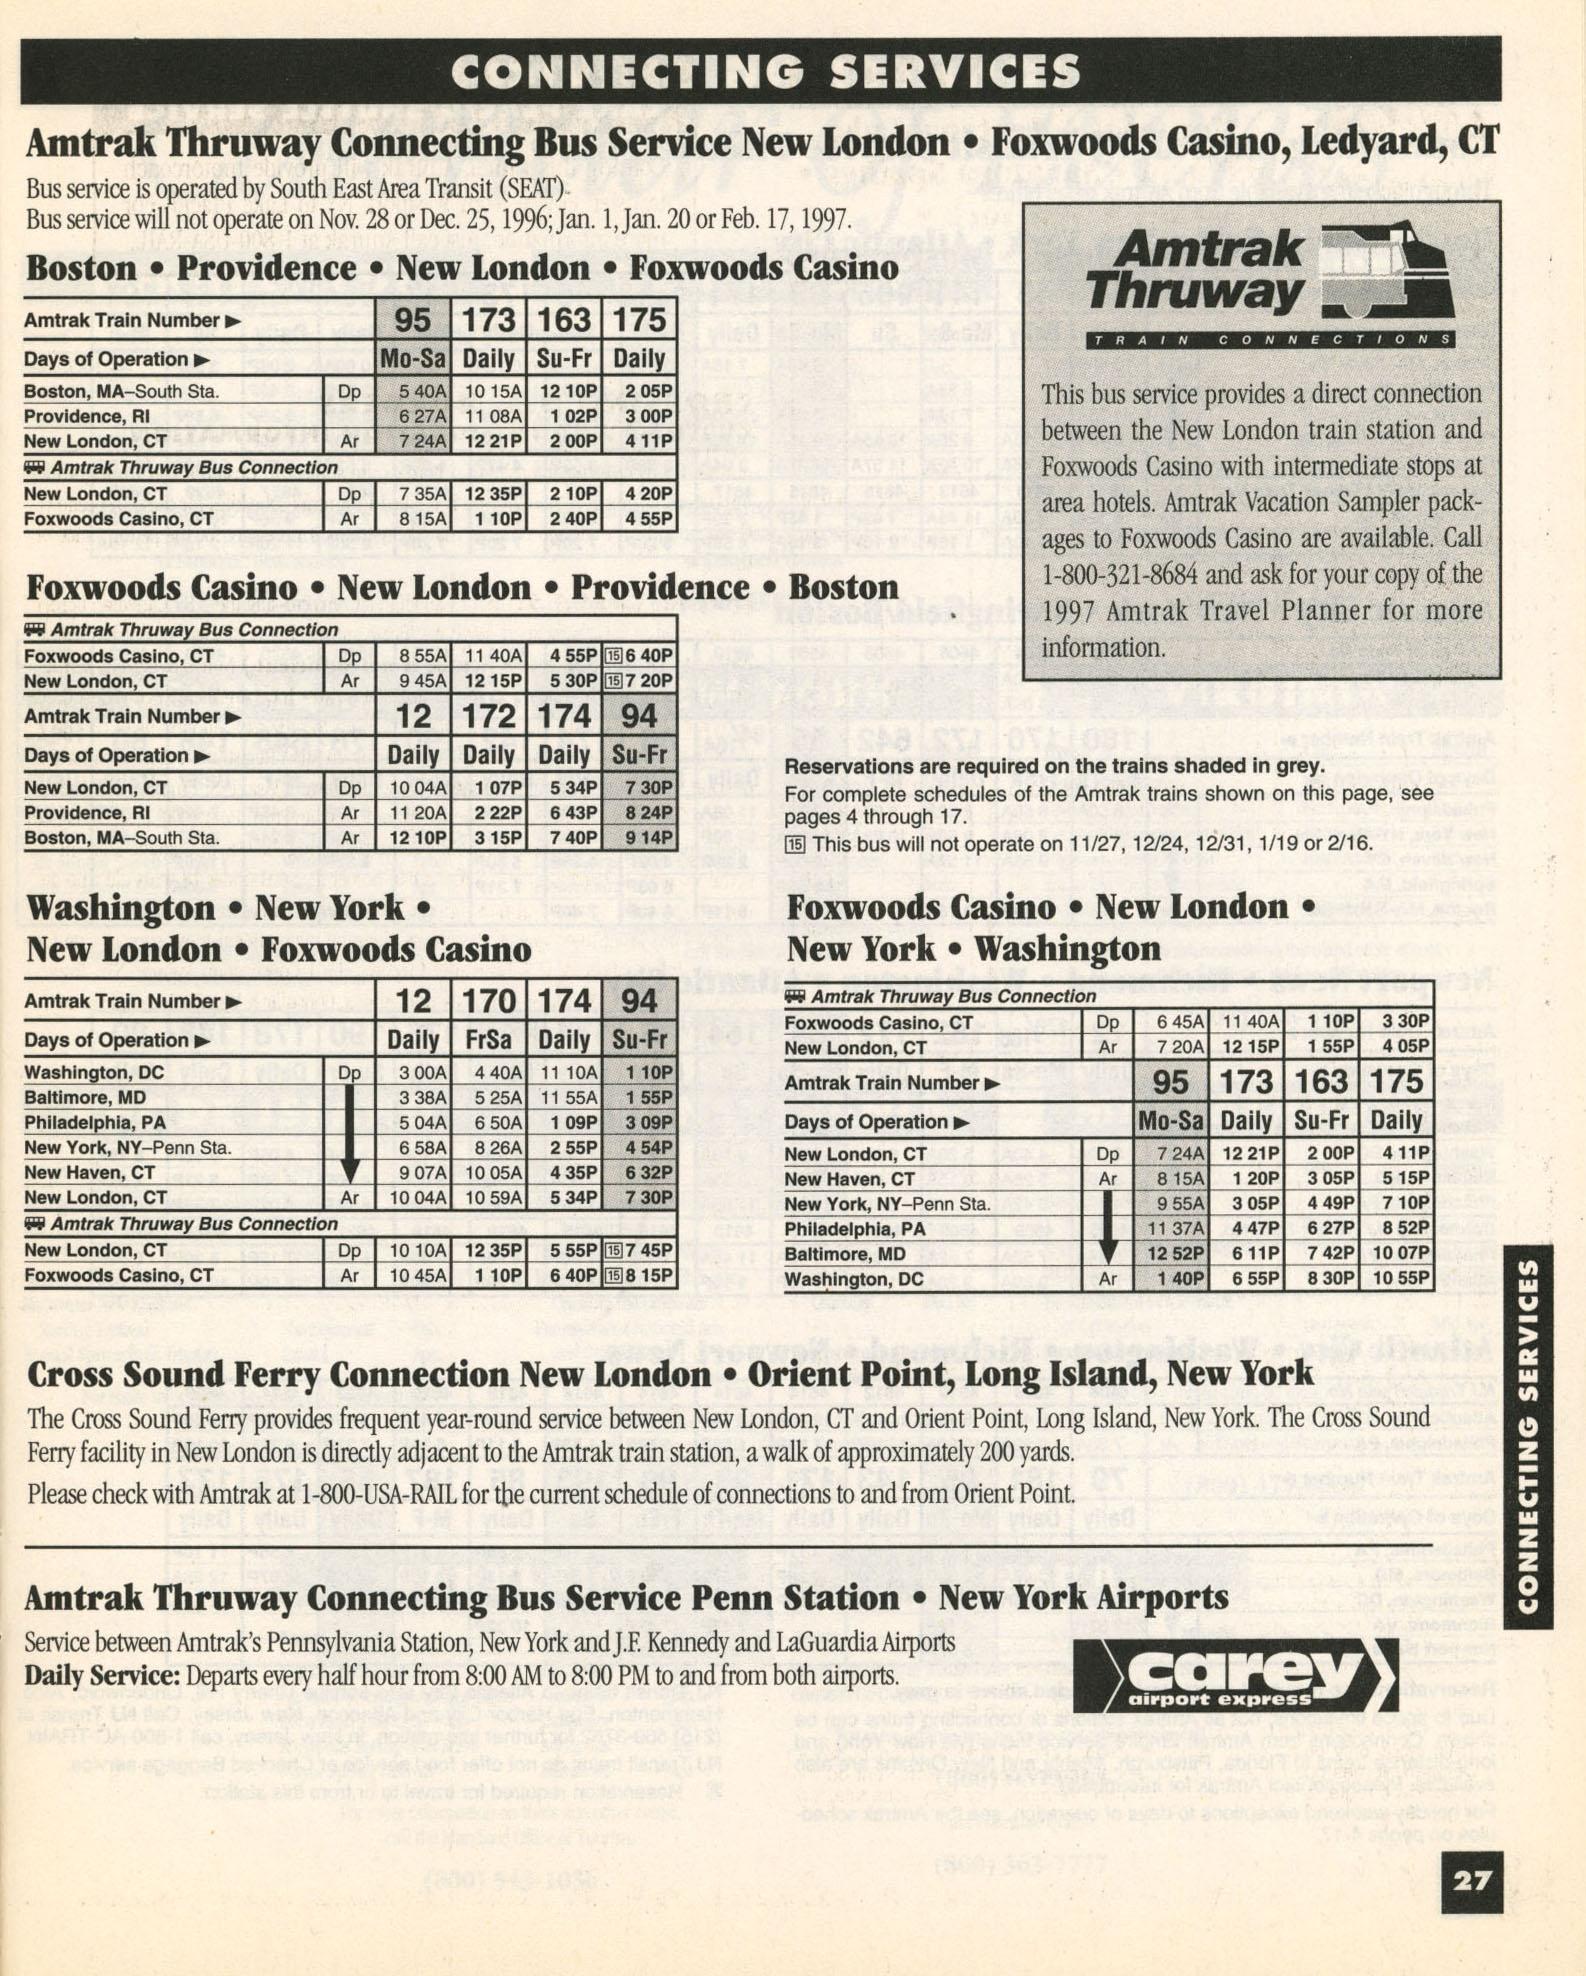 CONNECTING SERVICES
Amtrak Thruway Connecting Bus Service New London • Foxwoods Casino, Ledyard, CT
Bus service is operated by South East Area Transit (SEAT)
Bus service will not operate on Nov. 28 or Dec. 25, 1996; Jan. 1, Jan. 20 or Feb. 17, 1997.
Boston • Providence • New London • Foxwoods Casino
Amtrak Train Number ► 95 173 163 175
Days of Operation ► Mo-Sa Daily Su-Fr Daily
Boston, MA–South Sta. Dp 5 40A 10 15A 12 10P 2 05P
Providence, RI 6 27A 11 08A 1 02P 3 00P
New London, CT Ar 7 24A 12 21P 2 00P 4 11P
Amtrak Thruway Bus Connection
New London, CT Dp 7 35A 12 35P 2 10P 4 20P
Foxwoods Casino, CT Ar 8 15A 1 10P 2 40P 4 55P
Amtrak
Thruway
TRAIN CONNECTIONS
This bus service provides a direct connection
between the New London train station and
Foxwoods Casino with intermediate stops at
area hotels. Amtrak Vacation Sampler pack-
ages to Foxwoods Casino are available. Call
1-800-321-8684 and ask for your copy of the
1997 Amtrak Travel Planner for more
information.
Foxwoods Casino • New London • Providence • Boston
Amtrak Thruway Bus Connection
Foxwoods Casino, CT Dp 8 55A 11 40A 4 55P 15 6 40P
New London, CT Ar 9 45A 12 15P 5 30P 15 7 20P
Amtrak Train Number ► 12 172 174 94
Days of Operation ► Daily Daily Daily Su-Fr
New London, CT Dp 10 04A 1 07P 5 34P 7 30P
Providence, RI Ar 11 20A 2 22P 6 43P 8 24P
Boston, MA–South Sta. Ar 12 10P 3 15P 7 40P 9 14P
Reservations are required on the trains shaded in grey.
For complete schedules of the Amtrak trains shown on this page, see
pages 4 through 17.
15 This bus will not operate on 11/27, 12/24, 12/31, 1/19 or 2/16.
Washington • New York •
New London • Foxwoods Casino
Amtrak Train Number ► 12 170 174 94
Days of Operation ► Daily FrSa Daily Su-Fr
Washington, DC Dp 3 00A 4 40A 11 10A 1 10P
Baltimore, MD 3 38A 5 25A 11 55A 1 55P
Philadelphia, PA 5 04A 6 50A 1 09P 3 09P
New York, NY–Penn Sta. 6 58A 8 26A 2 55P 4 54P
New Haven, CT 9 07A 10 05A 4 35P 6 32P
New London, CT Ar 10 04A 10 59A 5 34P 7 30P
Amtrak Thruway Bus Connection
New London, CT Dp 10 10A 12 35P 5 55P 15 7 45P
Foxwoods Casino, CT Ar 10 45A 1 10P 6 40P 15 8 15P
Foxwoods Casino • New London •
New York • Washington
Amtrak Thruway Bus Connection
Foxwoods Casino, CT Dp 6 45A 11 40A 1 10P 3 30P
New London, CT Ar 7 20A 12 15P 1 55P 4 05P
Amtrak Train Number ► 95 173 163 175
Days of Operation ► Mo-Sa Daily Su-Fr Daily
New London, CT Dp 7 24A 12 21P 2 00P 4 11P
New Haven, CT Ar 8 15A 1 20P 3 05P 5 15P
New York, NY–Penn Sta. 9 55A 3 05P 4 49P 7 10P
Philadelphia, PA 11 37A 4 47P 6 27P 8 52P
Baltimore, MD 12 52P 6 11P 7 42P 10 07P
Washington, DC Ar 1 40P 6 55P 8 30P 10 55P
Cross Sound Ferry Connection New London • Orient Point, Long Island, New York
The Cross Sound Ferry provides frequent year-round service between New London, CT and Orient Point, Long Island, New York. The Cross Sound
Ferry facility in New London is directly adjacent to the Amtrak train station, a walk of approximately 200 yards.
Please check with Amtrak at 1-800-USA-RAIL for the current schedule of connections to and from Orient Point.
Amtrak Thruway Connecting Bus Service Penn Station • New York Airports
Service between Amtrak's Pennsylvania Station, New York and J.F. Kennedy and LaGuardia Airports
Daily Service: Departs every half hour from 8:00 AM to 8:00 PM to and from both airports.
carey
airport express
CONNECTING SERVICES
27